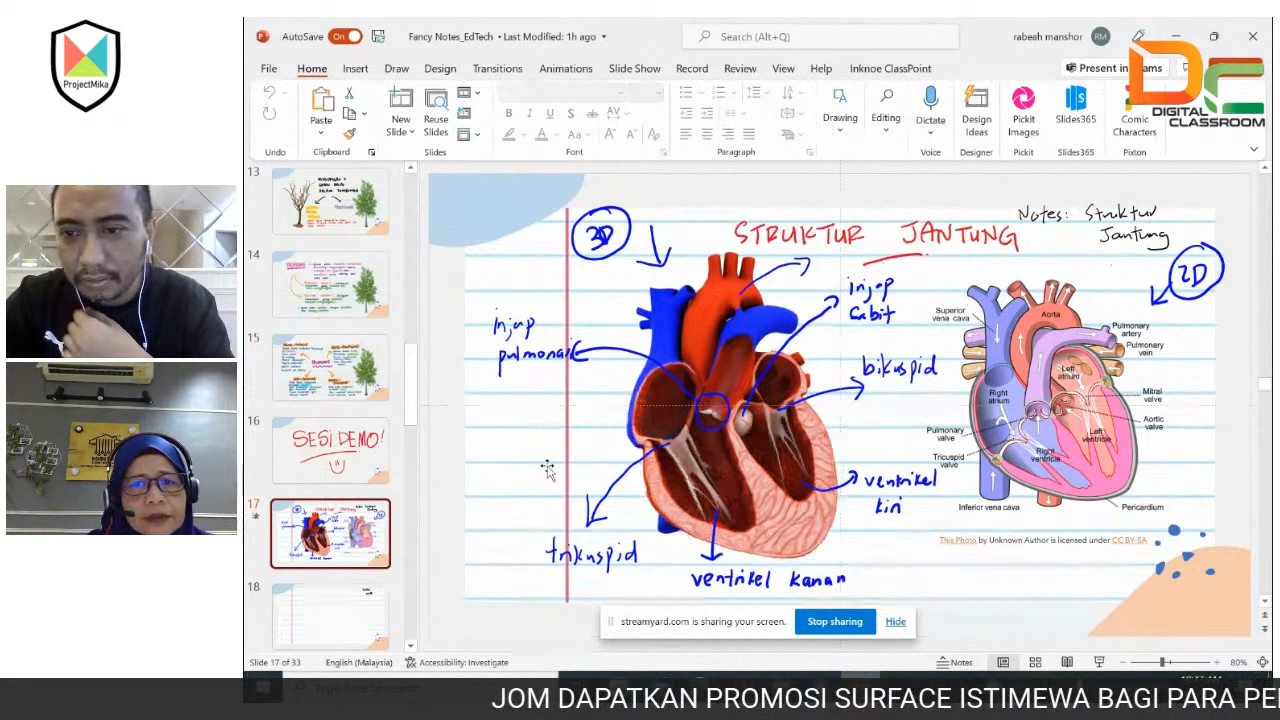 ProjectMika
AutoSave On
Fancy_Notes_EdTech • Last Modified: 1h ago
Search (Alt+Q)
rabeeh manshor RM
File Home Insert Draw Design Transitions Animations Slide Show Record Review View Help Inknoe ClassPoint
Present in Teams
DIGITAL
CLASSROOM
Paste
New
Slide
Reuse
Slides
Drawing
Editing
Dictate
Design
Ideas
Pickit
Images
Slides365
Comic
Characters
Undo Clipboard Slides Font Paragraph Voice Designer Pickit Slides365 Pixton
13
14
15
16
SESI DEMO!
17
18
3D
STRUKTUR JANTUNG
Notes: Struktur
Jantung
2D
injap
pulmonari
injap
sabit
bikuspid
ventrikel
kiri
trikuspid
ventrikel kanan
Superior
vena cava
Aorta
Pulmonary
artery
Pulmonary
vein
Left
atrium
Right
atrium
Mitral
valve
Aortic
valve
Pulmonary
valve
Left
ventricle
Right
ventricle
Tricuspid
valve
Inferior vena cava
Pericardium
This Photo by Unknown Author is licensed under CC BY-SA
streamyard.com is sharing your screen.
Stop sharing
Hide
Slide 17 of 33
English (Malaysia)
Accessibility: Investigate
Notes
80%
JOM DAPATKAN PROMOSI SURFACE ISTIMEWA BAGI PARA PE